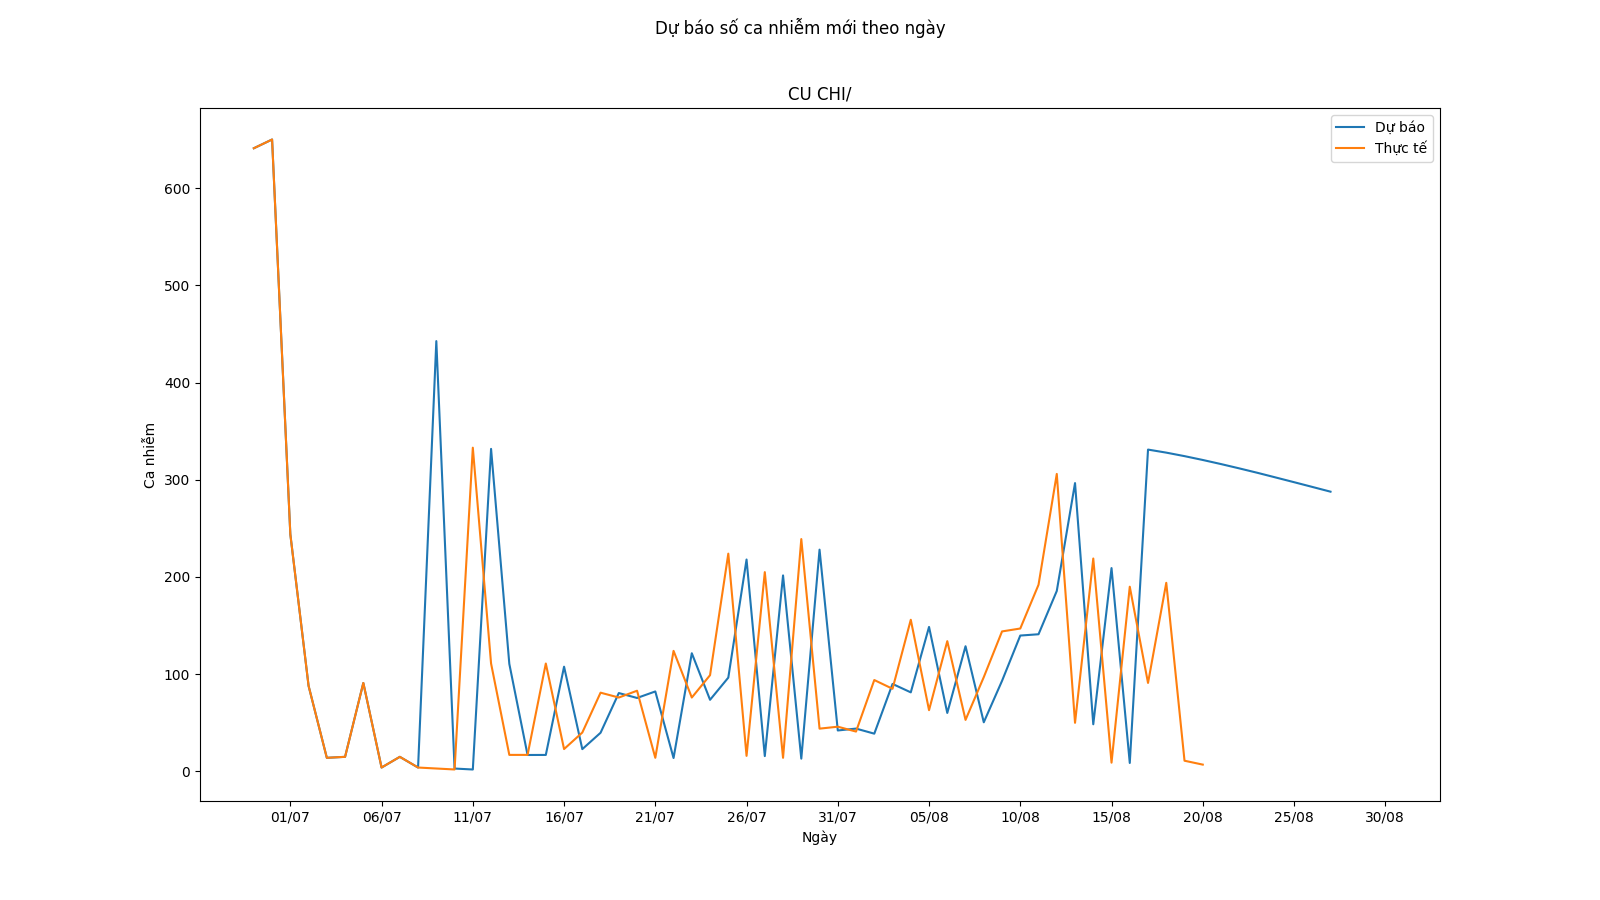 Dự báo số ca nhiễm mới theo ngày
CU CHI/
Dự báo
Thực tế
600
500
400
300
200
100
0
Ca nhiễm
01/07 06/07 11/07 16/07 21/07 26/07 31/07 05/08 10/08 15/08 20/08 25/08 30/08
Ngày